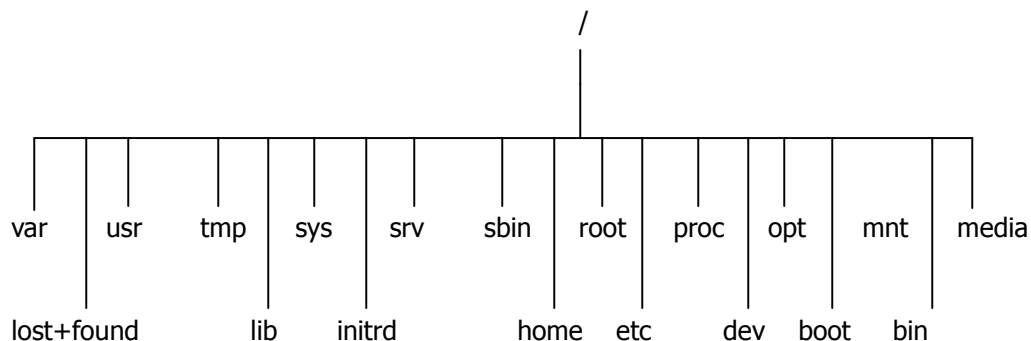 /
var usr tmp sys srv sbin root proc opt mnt media
lost+found lib initrd home etc dev boot bin